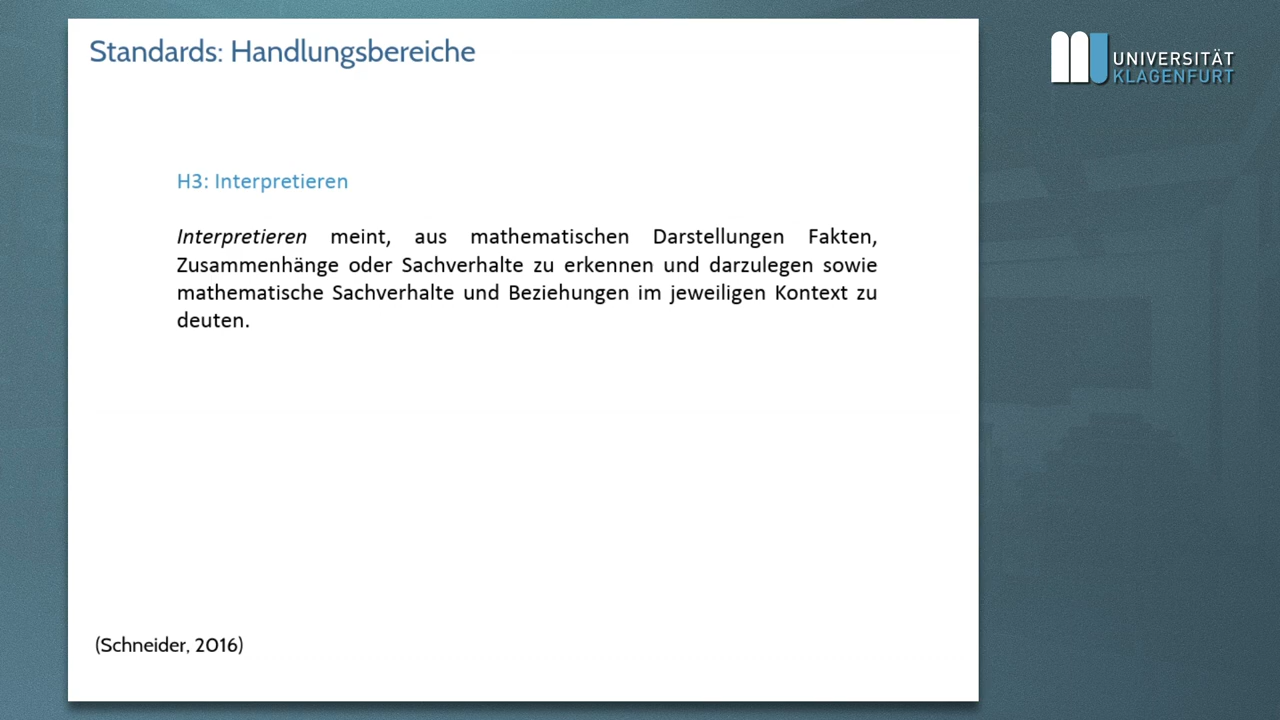 Standards: Handlungsbereiche
UNIVERSITÄT
KLAGENFURT
H3: Interpretieren
Interpretieren meint, aus mathematischen Darstellungen Fakten,
Zusammenhänge oder Sachverhalte zu erkennen und darzulegen sowie
mathematische Sachverhalte und Beziehungen im jeweiligen Kontext zu
deuten.
(Schneider, 2016)